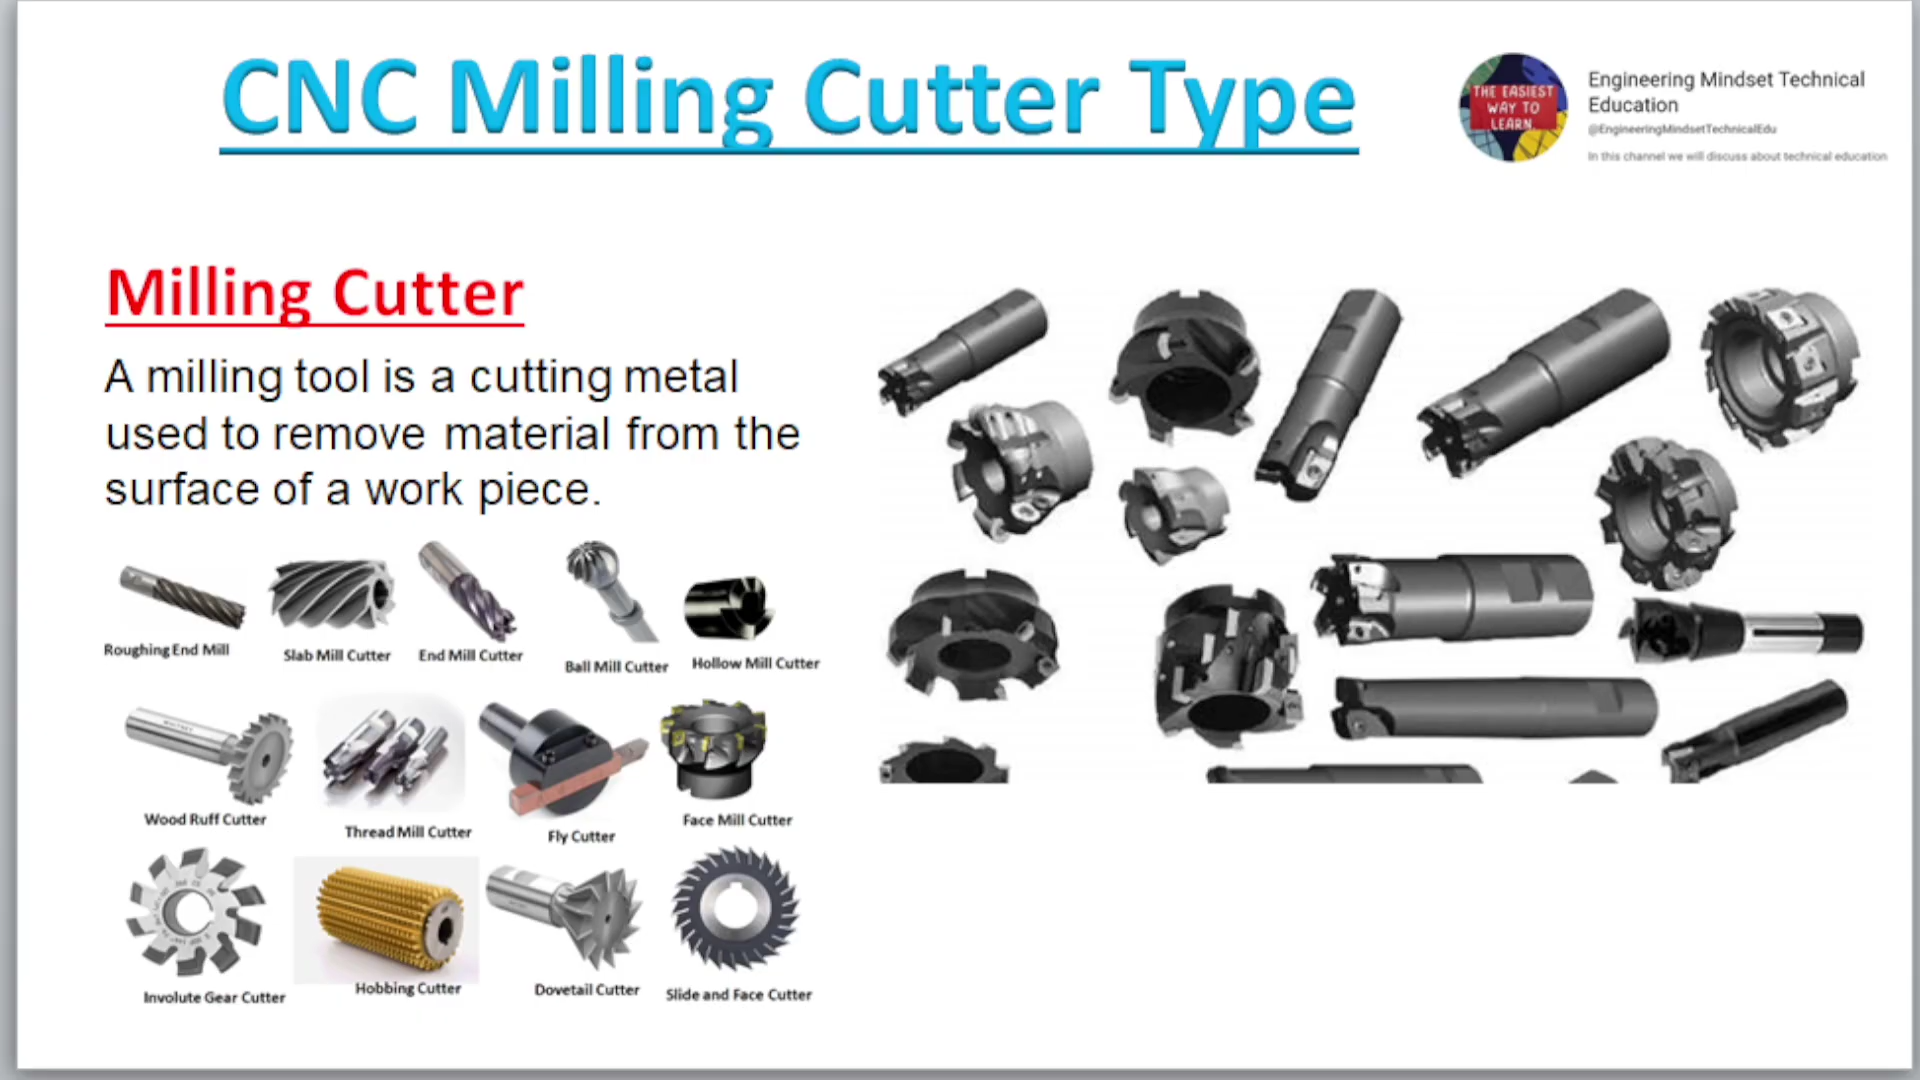 CNC Milling Cutter Type
THE EASIEST
WAY TO
LEARN
Engineering Mindset Technical
Education
@EngineeringMindsetTechnicalEdu
In this channel we will discuss about technical education
Milling Cutter
A milling tool is a cutting metal
used to remove material from the
surface of a work piece.
Roughing End Mill
Slab Mill Cutter
End Mill Cutter
Ball Mill Cutter
Hollow Mill Cutter
Wood Ruff Cutter
Thread Mill Cutter
Fly Cutter
Face Mill Cutter
Involute Gear Cutter
Hobbing Cutter
Dovetail Cutter
Slide and Face Cutter